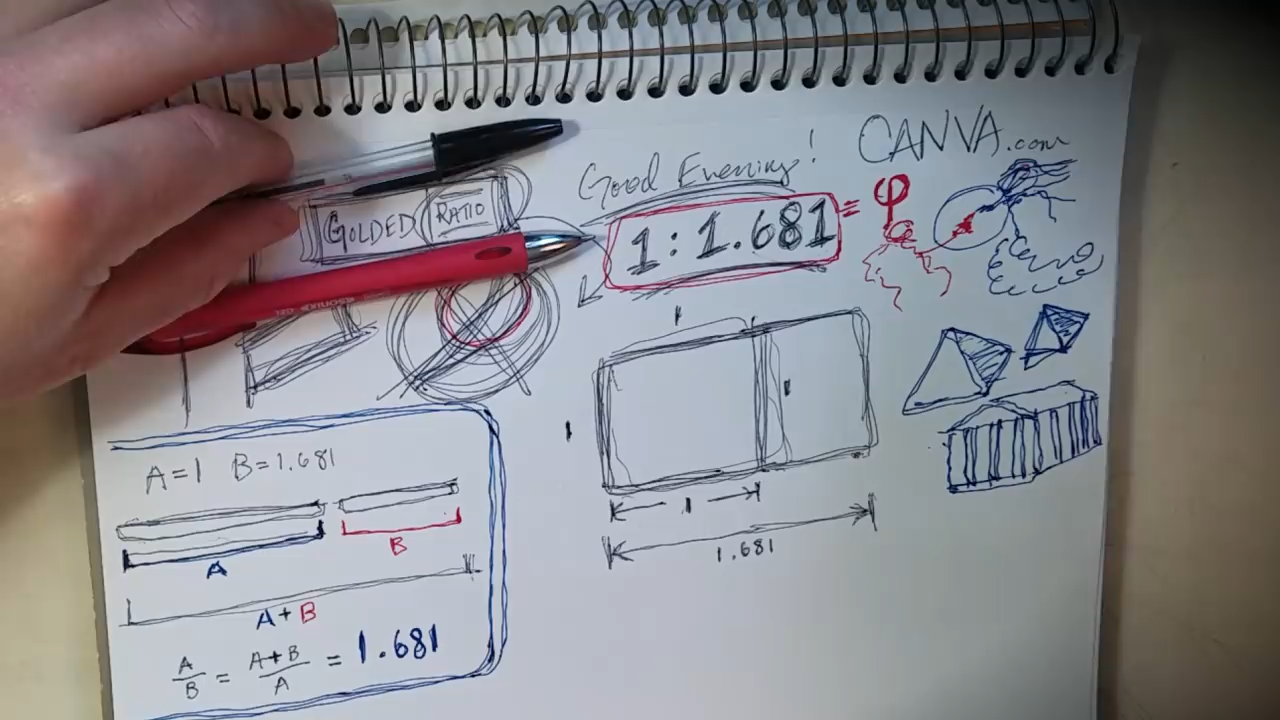 Good Evening!
CANVA.com
GOLDED RATIO
1:1.681 = φ
1
1
1
1
1.681
A=1 B=1.681
A
B
A+B
A/B = A+B/A = 1.681